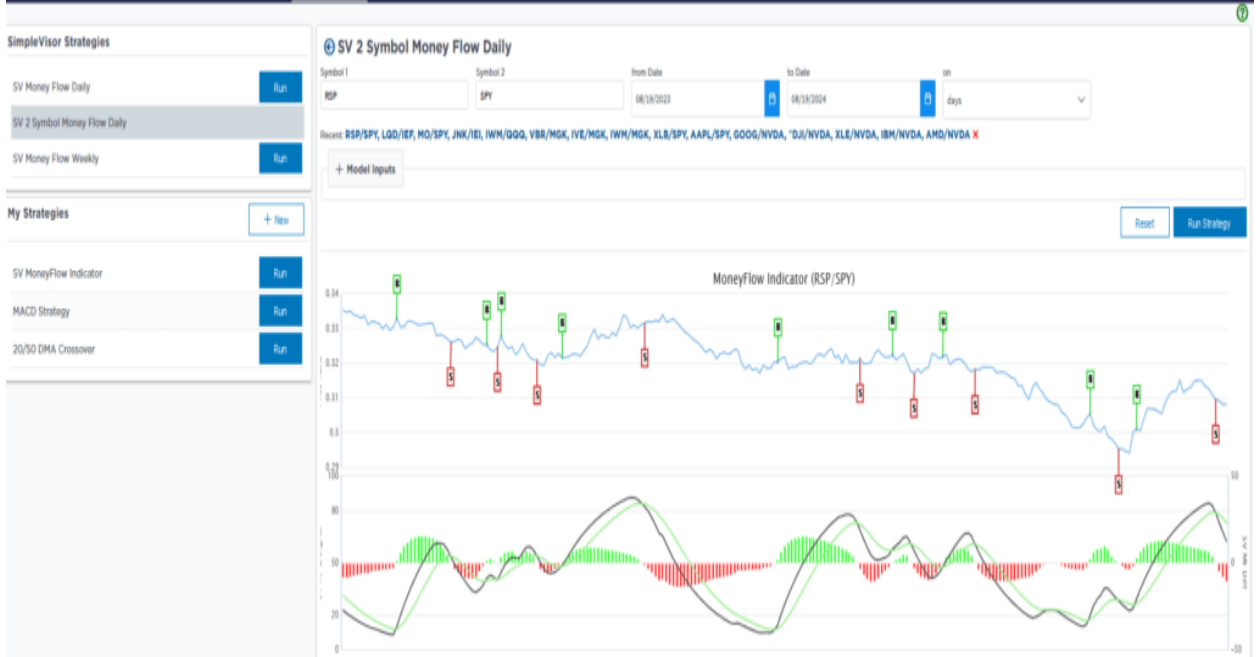 SimpleVisor Strategies
SV Money Flow Daily
Run
SV 2 Symbol Money Flow Daily
SV Money Flow Weekly
Run
My Strategies
+ New
SV MoneyFlow Indicator
Run
MACD Strategy
Run
20/50 DMA Crossover
Run
?
SV 2 Symbol Money Flow Daily
Symbol 1
Symbol 2
from Date
to Date
on
RSP
SPY
08/19/2023
08/19/2024
days
Recent: RSP/SPY, LQD/IEF, MO/SPY, JNK/IEI, IWM/QQQ, VBR/MGK, IVE/MGK, IWM/MGK, XLB/SPY, AAPL/SPY, GOOG/NVDA, ^DJI/NVDA, XLE/NVDA, IBM/NVDA, AMD/NVDA X
+ Model Inputs
Reset
Run Strategy
MoneyFlow Indicator (RSP/SPY)
B
B
B
B
B
B
B
B
B
S
S
S
S
S
S
S
S
S
0.34
0.33
0.32
0.31
0.3
0.29
100
80
50
20
0
50
0
-50